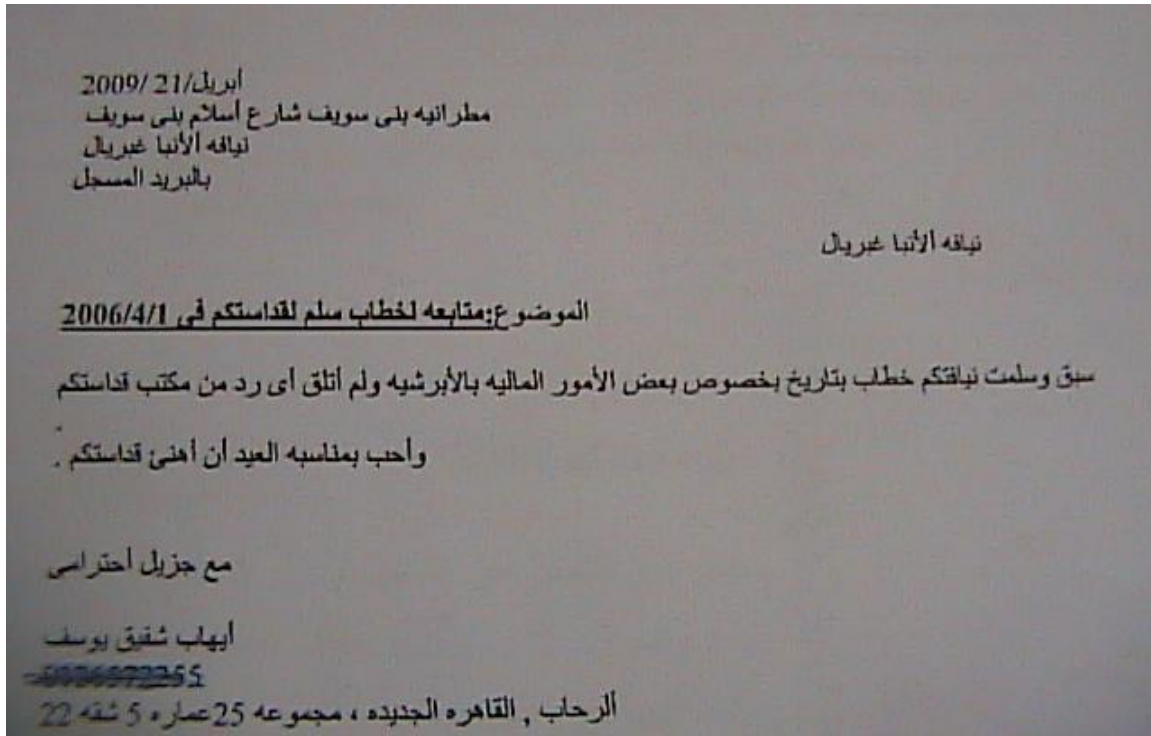 أبريل/21 /2009
مطرانيه بنى سويف شارع أسلام بنى سويف
نيافه الأنبا غبريال
بالبريد المسجل
نيافه الأنبا غبريال
الموضوع:متابعه لخطاب سلم لقداستكم فى 2006/4/1
سبق وسلمت نيافتكم خطاب بتاريخ بخصوص بعض الأمور الماليه بالأبرشيه ولم أتلق أى رد من مكتب قداستكم
.
وأحب بمناسبه العيد أن أهنئ قداستكم .
مع جزيل أحترامى
أيهاب شفيق يوسف
ألرحاب , القاهره الجديده ، مجموعه 25عماره 5 شقه 22